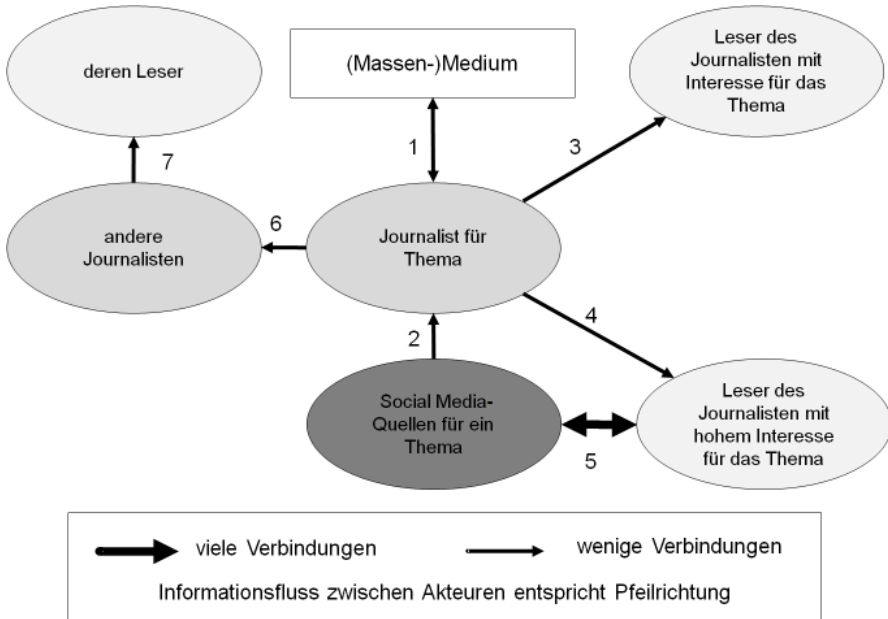 deren Leser
(Massen-)Medium
Leser des
Journalisten mit
Interesse für das
Thema
1
3
7
andere
Journalisten
6
Journalist für
Thema
2
4
Social Media-
Quellen für ein
Thema
5
Leser des
Journalisten mit
hohem Interesse
für das Thema
viele Verbindungen
wenige Verbindungen
Informationsfluss zwischen Akteuren entspricht Pfeilrichtung